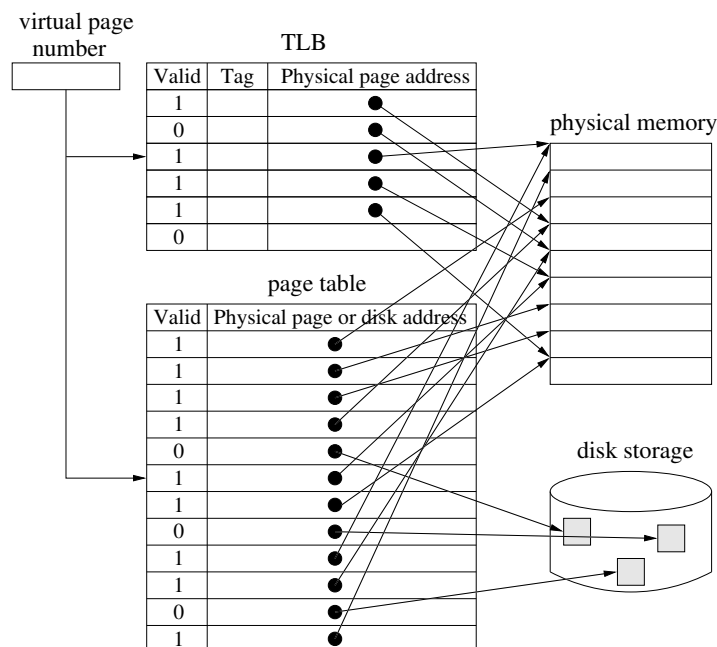 virtual page
number
TLB
Valid Tag Physical page address
1
0
1
1
1
0
physical memory
page table
Valid Physical page or disk address
1
1
1
1
0
1
1
0
1
1
0
1
disk storage